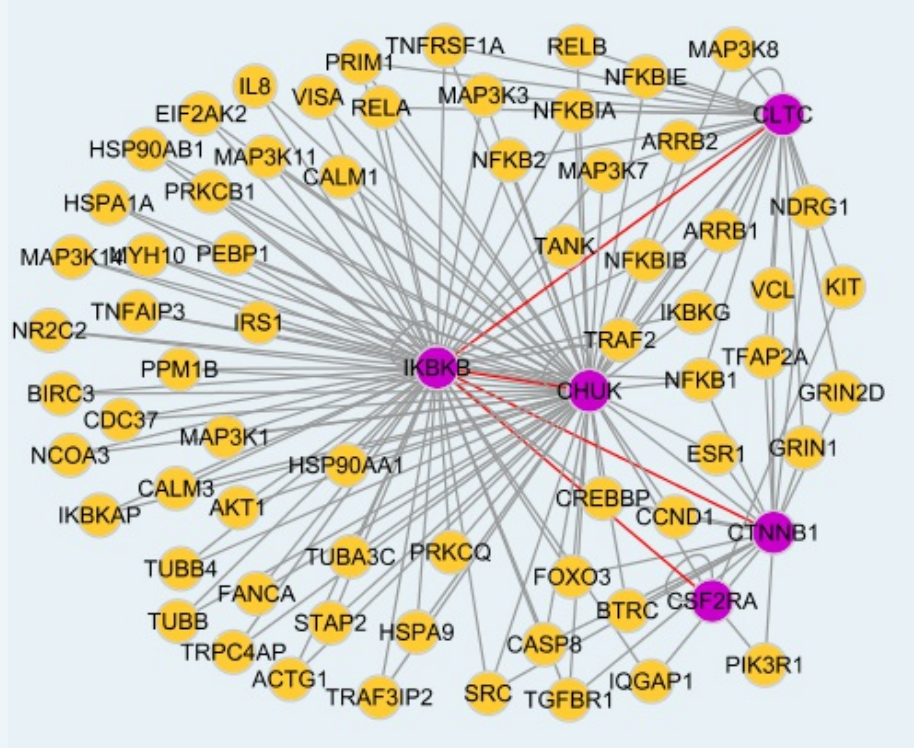 TNFRSF1A
RELB
MAP3K8
PRIM1
NFKBIE
IL8
VISA
RELA
MAP3K3
NFKBIA
CLTC
EIF2AK2
HSP90AB1
MAP3K11
CALM1
NFKB2
MAP3K7
ARRB2
HSPA1A
PRKCB1
NDRG1
MAP3K14
MYH10
PEBP1
TANK
NFKBIB
ARRB1
VCL
KIT
NR2C2
TNFAIP3
IRS1
TRAF2
IKBKG
TFAP2A
PPM1B
IKBKB
CHUK
NFKB1
GRIN2D
BIRC3
CDC37
NCOA3
MAP3K1
HSP90AA1
ESR1
GRIN1
IKBKAP
CALM3
AKT1
CREBBP
CCND1
CTNNB1
TUBB4
FANCA
TUBA3C
PRKCQ
FOXO3
BTRC
CSF2RA
TUBB
TRPC4AP
STAP2
HSPA9
CASP8
ACTG1
TRAF3IP2
SRC
TGFBR1
IQGAP1
PIK3R1